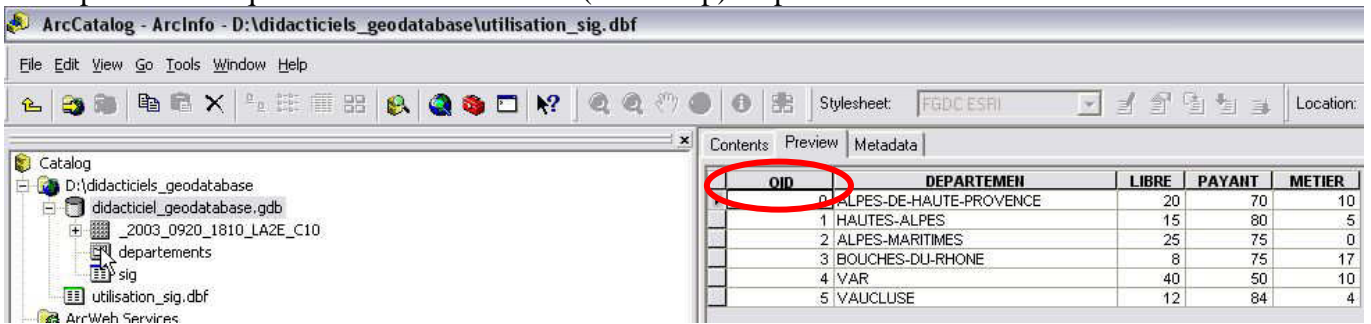 ArcCatalog - ArcInfo - D:\didacticiels_geodatabase\utilisation_sig.dbf
File Edit View Go Tools Window Help
Stylesheet: FGDC ESRI Location:
Contents Preview Metadata
Catalog
D:\didacticiels_geodatabase
didacticiel_geodatabase.gdb
_2003_0920_1810_LA2E_C10
departements
sig
utilisation_sig.dbf
ArcWeb Services
OID DEPARTEMEN LIBRE PAYANT METIER
0 ALPES-DE-HAUTE-PROVENCE 20 70 10
1 HAUTES-ALPES 15 80 5
2 ALPES-MARITIMES 25 75 0
3 BOUCHES-DU-RHONE 8 75 17
4 VAR 40 50 10
5 VAUCLUSE 12 84 4